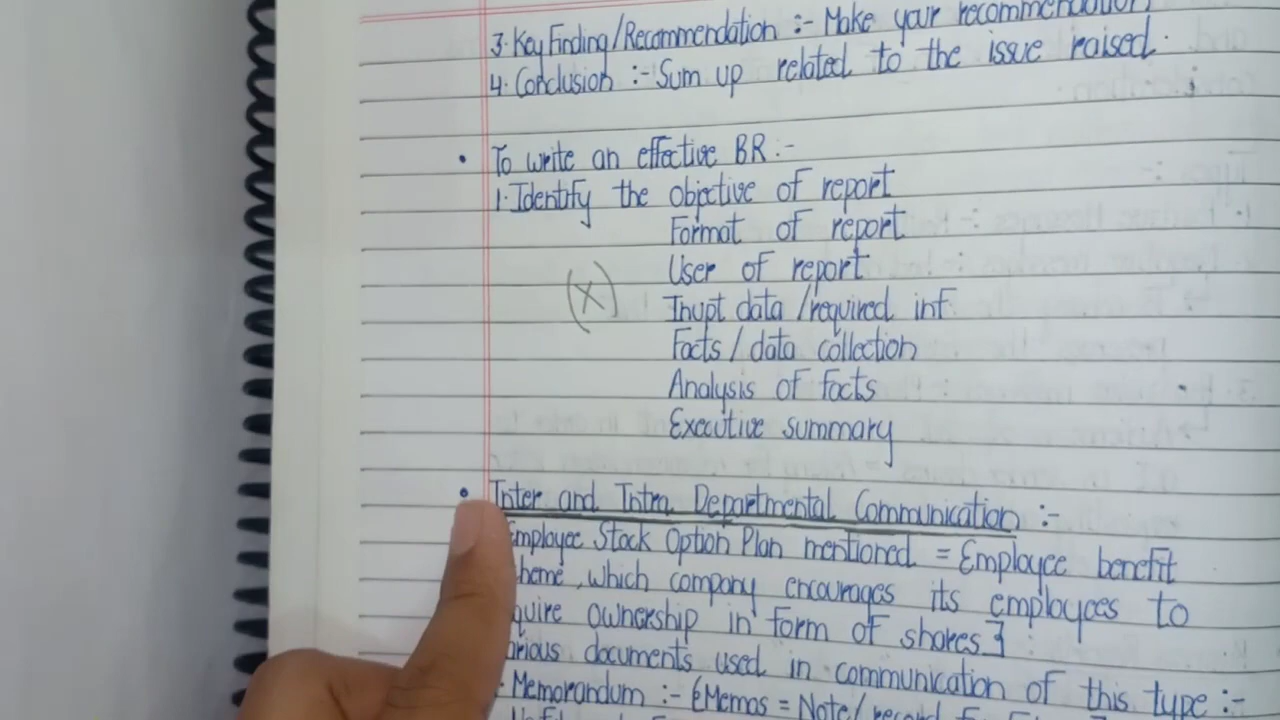 3. Key Finding/Recommendation :- Make your recommendation
4. Conclusion :- Sum up related to the issue raised.
• To write an effective BR :-
1. Identify the objective of report
Format of report
User of report
(X)
Inupt data /required inf
Facts / data collection
Analysis of facts
Executive summary
• Inter and Intra Departmental Communication :-
Employee Stock Option Plan mentioned = Employee benefit
heme, which company encourages its employees to
quire ownership in form of shares}
arious documents used in communication of this type :-
Memorandum :- (Memos = Note/ record